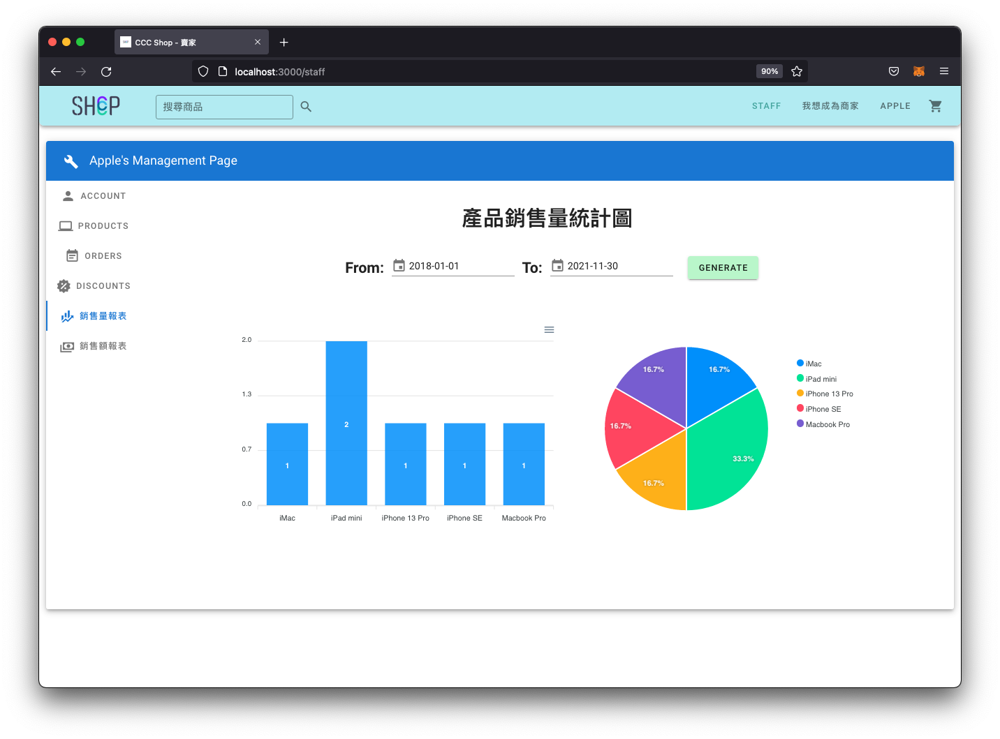 CCC Shop - 賣家
localhost:3000/staff
90%
SHCP
搜尋商品
STAFF
我想成為商家
APPLE
Apple's Management Page
ACCOUNT
PRODUCTS
ORDERS
DISCOUNTS
銷售量報表
銷售額報表
產品銷售量統計圖
From: 2018-01-01 To: 2021-11-30 GENERATE
2.0
1.3
0.7
0.0
1
2
1
1
1
iMac
iPad mini
iPhone 13 Pro
iPhone SE
Macbook Pro
16.7%
16.7%
16.7%
33.3%
16.7%
iMac
iPad mini
iPhone 13 Pro
iPhone SE
Macbook Pro